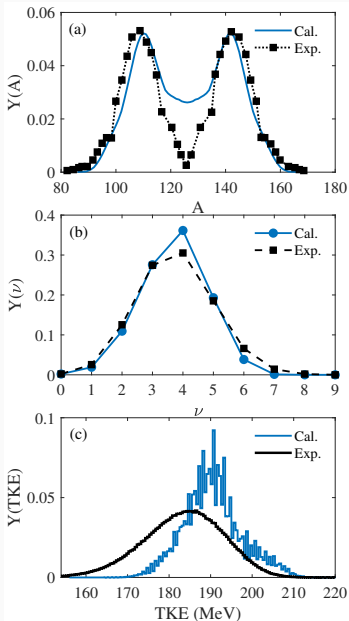 (a)
Cal.
Exp.
Y(A)
0.06
0.04
0.02
0
80 100 120 140 160 180
A
(b)
Cal.
Exp.
Y(ν)
0.4
0.3
0.2
0.1
0
0 1 2 3 4 5 6 7 8 9
ν
(c)
Cal.
Exp.
Y(TKE)
0.1
0.05
0
160 170 180 190 200 210 220
TKE (MeV)